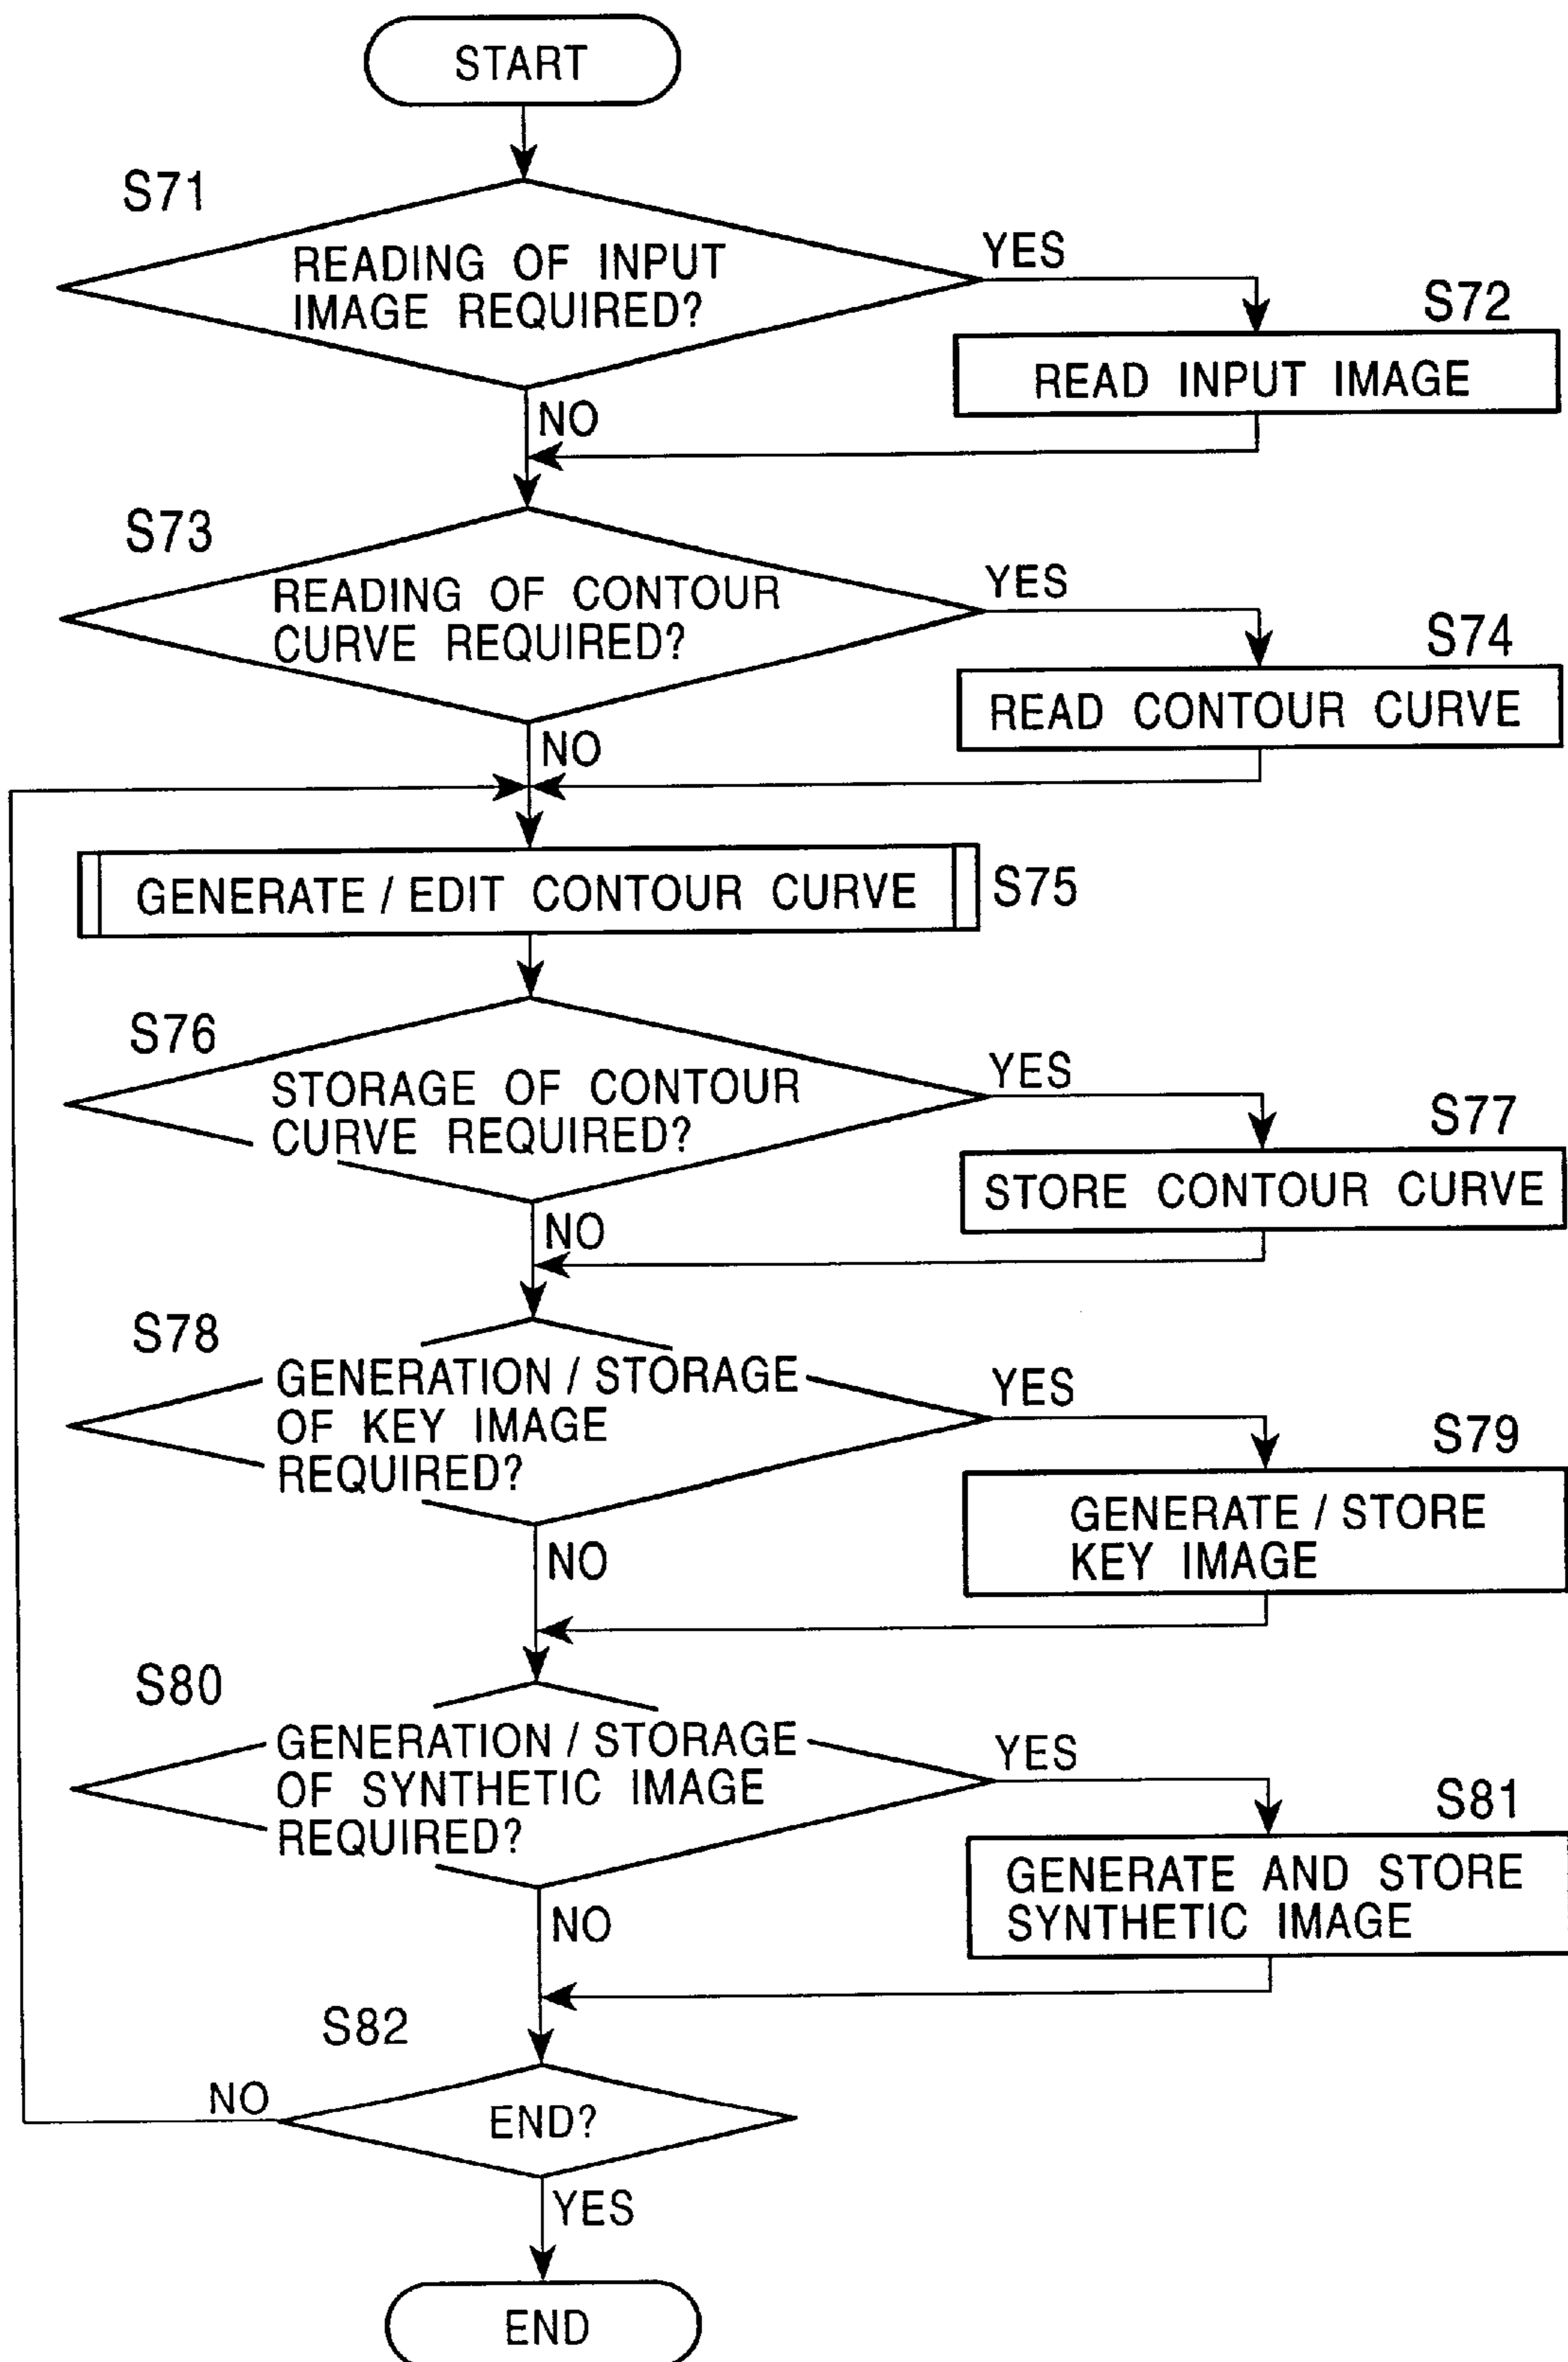 START
S71
READING OF INPUT
IMAGE REQUIRED?
YES
S72
READ INPUT IMAGE
NO
S73
READING OF CONTOUR
CURVE REQUIRED?
YES
S74
READ CONTOUR CURVE
NO
GENERATE / EDIT CONTOUR CURVE
S75
S76
STORAGE OF CONTOUR
CURVE REQUIRED?
YES
S77
STORE CONTOUR CURVE
NO
S78
GENERATION / STORAGE
OF KEY IMAGE
REQUIRED?
YES
S79
GENERATE / STORE
KEY IMAGE
NO
S80
GENERATION / STORAGE
OF SYNTHETIC IMAGE
REQUIRED?
YES
S81
GENERATE AND STORE
SYNTHETIC IMAGE
NO
S82
NO
END?
YES
END